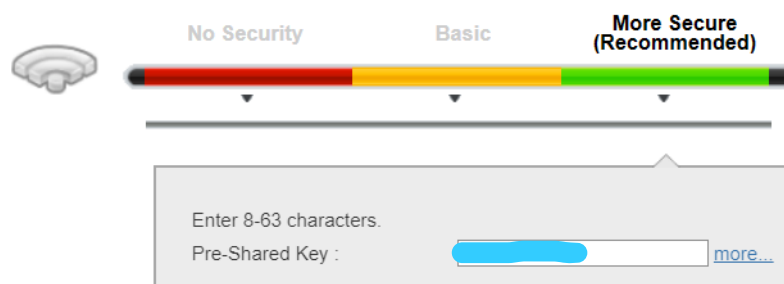 No Security
Basic
More Secure
(Recommended)
Enter 8-63 characters.
Pre-Shared Key :
more...